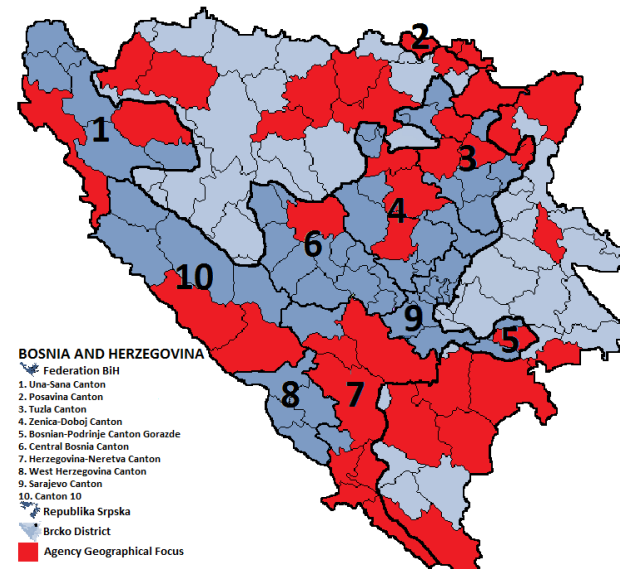 2
1
3
4
6
10
9
5
8
7
BOSNIA AND HERZEGOVINA
Federation BiH
1. Una-Sana Canton
2. Posavina Canton
3. Tuzla Canton
4. Zenica-Doboj Canton
5. Bosnian-Podrinje Canton Gorazde
6. Central Bosnia Canton
7. Herzegovina-Neretva Canton
8. West Herzegovina Canton
9. Sarajevo Canton
10. Canton 10
Republika Srpska
Brcko District
Agency Geographical Focus